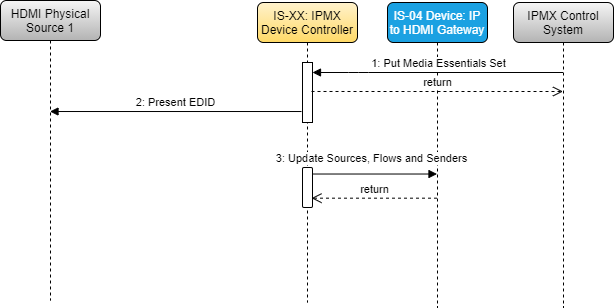 HDMI Physical
Source 1
IS-XX: IPMX
Device Controller
IS-04 Device: IP
to HDMI Gateway
IPMX Control
System
1: Put Media Essentials Set
return
2: Present EDID
3: Update Sources, Flows and Senders
return